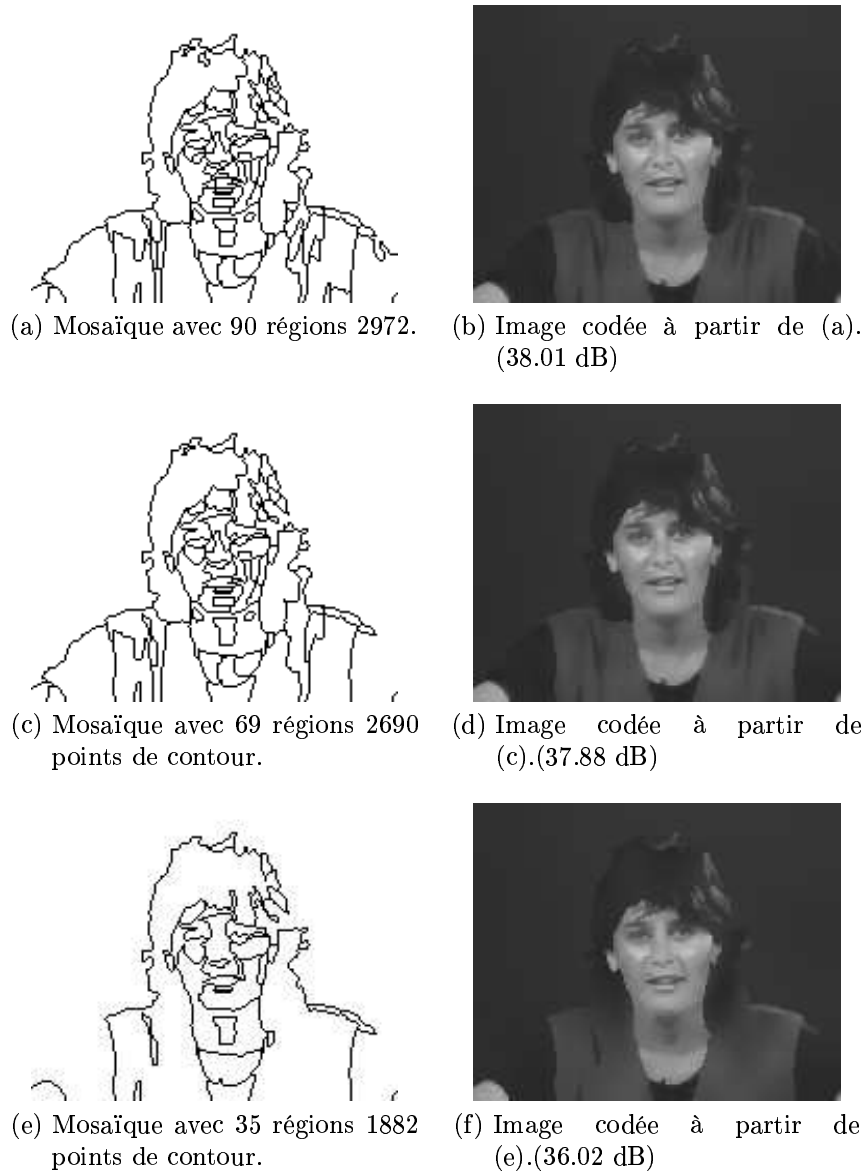 (a) Mosaïque avec 90 régions 2972.
(b) Image codée à partir de (a).
(38.01 dB)
(c) Mosaïque avec 69 régions 2690
points de contour.
(d) Image codée à partir de
(c).(37.88 dB)
(e) Mosaïque avec 35 régions 1882
points de contour.
(f) Image codée à partir de
(e).(36.02 dB)